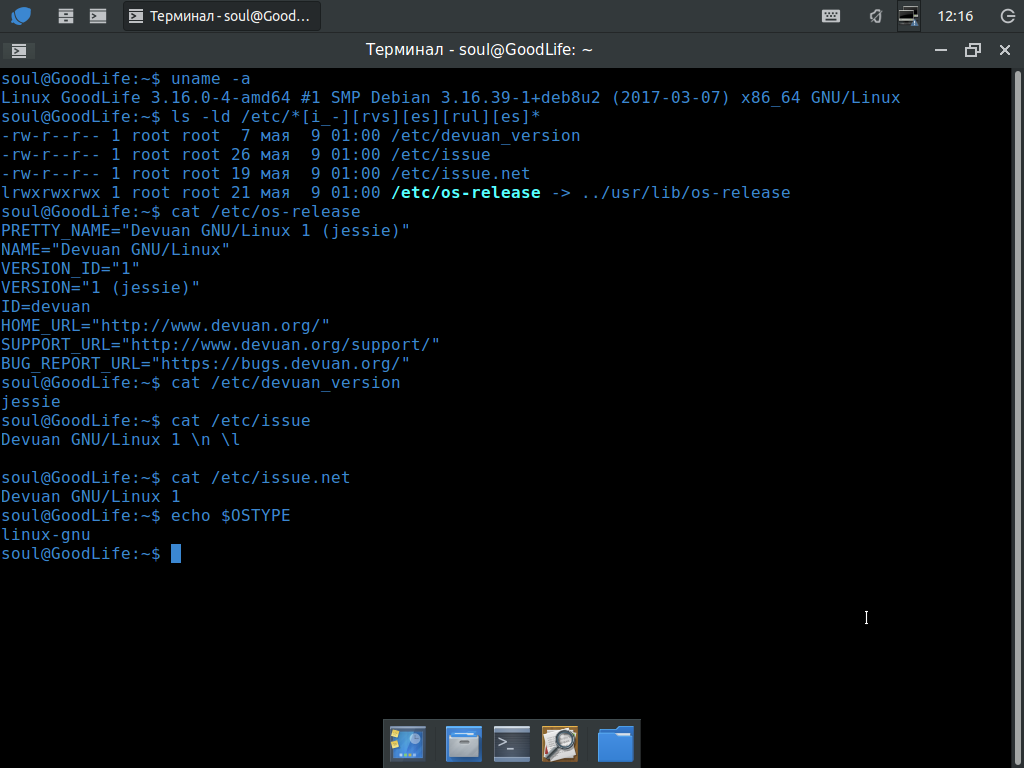 Терминал - soul@Good...
12:16
Терминал - soul@GoodLife: ~
soul@GoodLife:~$ uname -a
Linux GoodLife 3.16.0-4-amd64 #1 SMP Debian 3.16.39-1+deb8u2 (2017-03-07) x86_64 GNU/Linux
soul@GoodLife:~$ ls -ld /etc/*[i_-][rvs][es][rul][es]*
-rw-r--r-- 1 root root  7 мая  9 01:00 /etc/devuan_version
-rw-r--r-- 1 root root 26 мая  9 01:00 /etc/issue
-rw-r--r-- 1 root root 19 мая  9 01:00 /etc/issue.net
lrwxrwxrwx 1 root root 21 мая  9 01:00 /etc/os-release -> ../usr/lib/os-release
soul@GoodLife:~$ cat /etc/os-release
PRETTY_NAME="Devuan GNU/Linux 1 (jessie)"
NAME="Devuan GNU/Linux"
VERSION_ID="1"
VERSION="1 (jessie)"
ID=devuan
HOME_URL="http://www.devuan.org/"
SUPPORT_URL="http://www.devuan.org/support/"
BUG_REPORT_URL="https://bugs.devuan.org/"
soul@GoodLife:~$ cat /etc/devuan_version
jessie
soul@GoodLife:~$ cat /etc/issue
Devuan GNU/Linux 1 \n \l
soul@GoodLife:~$ cat /etc/issue.net
Devuan GNU/Linux 1
soul@GoodLife:~$ echo $OSTYPE
linux-gnu
soul@GoodLife:~$